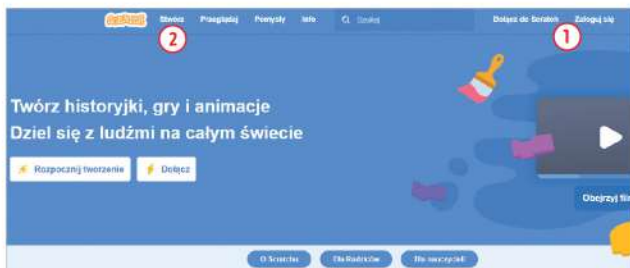 SCRATCH Stwórz Przeglądaj Pomysły Info Szukaj Dołącz do Scratch Zaloguj się
2
1
Twórz historyjki, gry i animacje
Dziel się z ludźmi na całym świecie
Rozpocznij tworzenie Dołącz
Obejrzyj
O Scratchu Dla Rodziców Dla nauczycieli